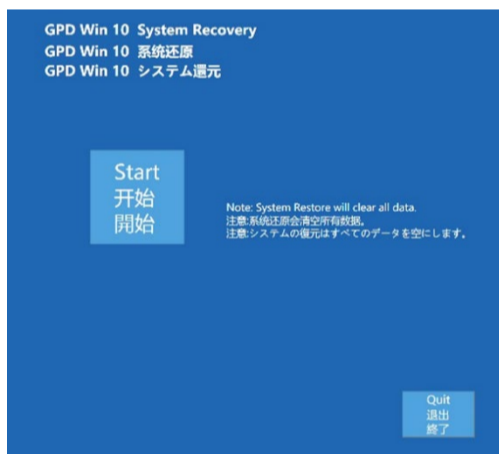 GPD Win 10 System Recovery
GPD Win 10 系统还原
GPD Win 10 システム還元
Start
开始
開始
Note: System Restore will clear all data.
注意:系统还原会清空所有数据。
注意:システムの復元はすべてのデータを空にします。
Quit
退出
終了